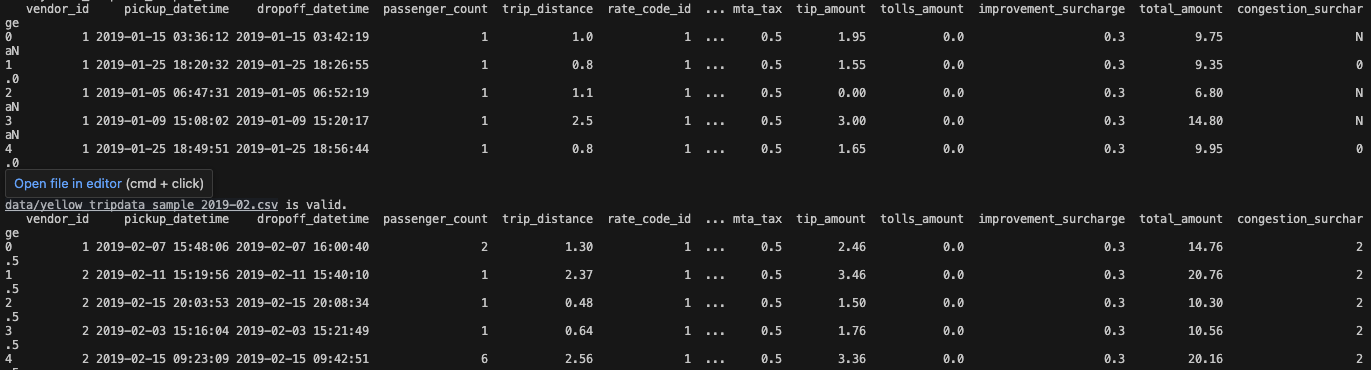 vendor_id pickup_datetime dropoff_datetime passenger_count trip_distance rate_code_id ... mta_tax tip_amount tolls_amount improvement_surcharge total_amount congestion_surchar
ge
0 1 2019-01-15 03:36:12 2019-01-15 03:42:19 1 1.0 1 ... 0.5 1.95 0.0 0.3 9.75 N
aN
1 1 2019-01-25 18:20:32 2019-01-25 18:26:55 1 0.8 1 ... 0.5 1.55 0.0 0.3 9.35 0
.0
2 1 2019-01-05 06:47:31 2019-01-05 06:52:19 1 1.1 1 ... 0.5 0.00 0.0 0.3 6.80 N
aN
3 1 2019-01-09 15:08:02 2019-01-09 15:20:17 1 2.5 1 ... 0.5 3.00 0.0 0.3 14.80 N
aN
4 1 2019-01-25 18:49:51 2019-01-25 18:56:44 1 0.8 1 ... 0.5 1.65 0.0 0.3 9.95 0
.0
Open file in editor (cmd + click)
data/yellow_tripdata_sample_2019-02.csv is valid.
vendor_id pickup_datetime dropoff_datetime passenger_count trip_distance rate_code_id ... mta_tax tip_amount tolls_amount improvement_surcharge total_amount congestion_surchar
ge
0 1 2019-02-07 15:48:06 2019-02-07 16:00:40 2 1.30 1 ... 0.5 2.46 0.0 0.3 14.76 2
.5
1 2 2019-02-11 15:19:56 2019-02-11 15:40:10 1 2.37 1 ... 0.5 3.46 0.0 0.3 20.76 2
.5
2 2 2019-02-15 20:03:53 2019-02-15 20:08:34 1 0.48 1 ... 0.5 1.50 0.0 0.3 10.30 2
.5
3 2 2019-02-03 15:16:04 2019-02-03 15:21:49 1 0.64 1 ... 0.5 1.76 0.0 0.3 10.56 2
.5
4 2 2019-02-15 09:23:09 2019-02-15 09:42:51 6 2.56 1 ... 0.5 3.36 0.0 0.3 20.16 2